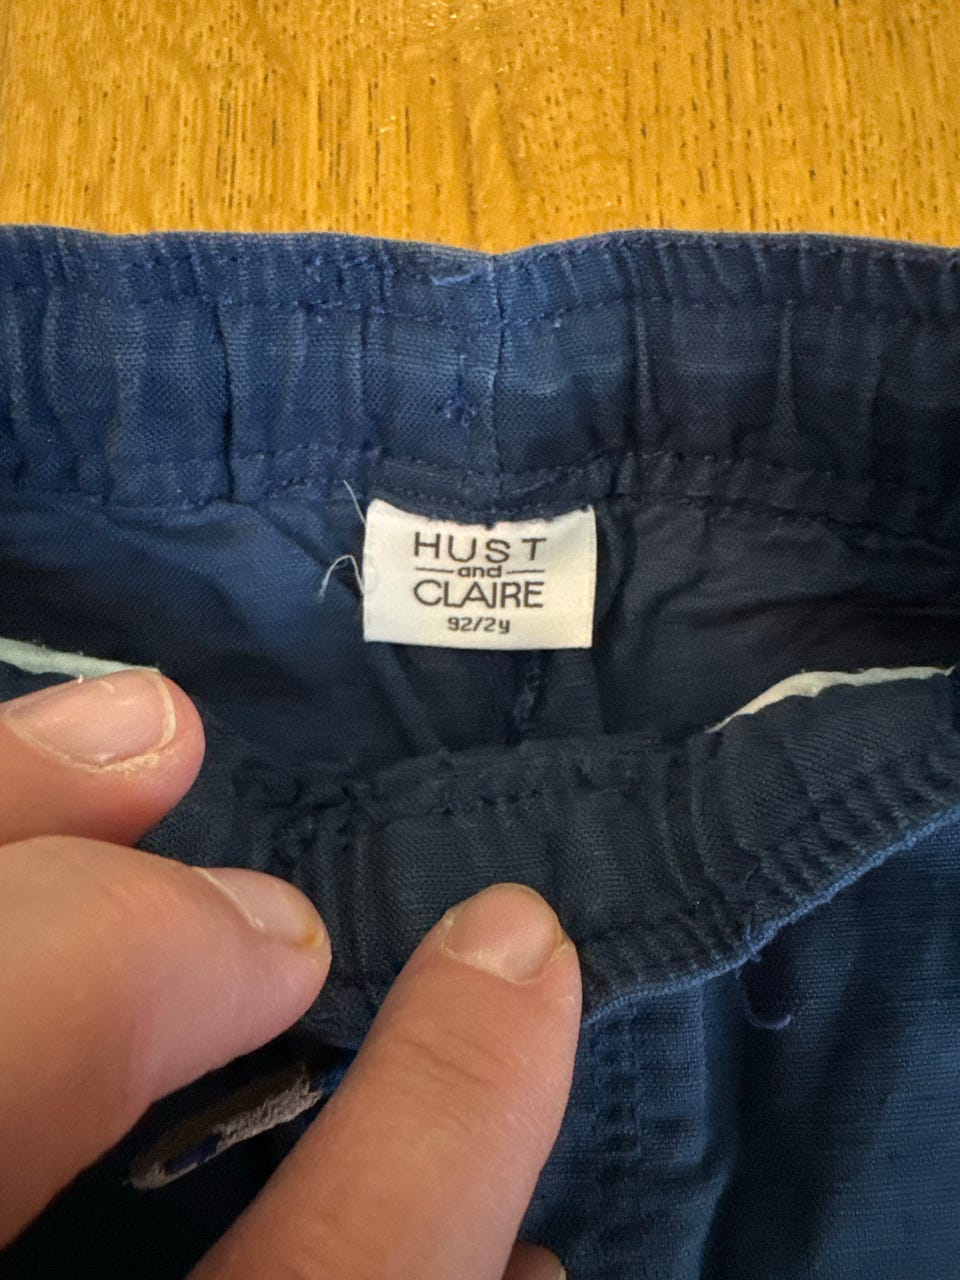 HUST
and
CLAIRE
92/2y